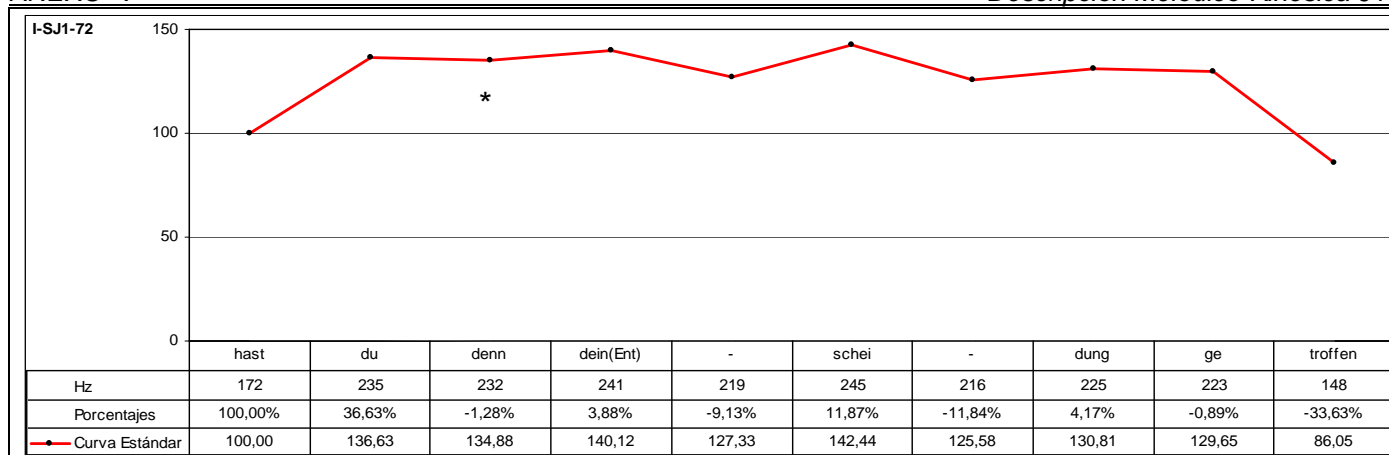 I-SJ1-72
150
100
*
50
0
hast du denn dein(Ent) - schei - dung ge troffen
Hz 172 235 232 241 219 245 216 225 223 148
Porcentajes 100,00% 36,63% -1,28% 3,88% -9,13% 11,87% -11,84% 4,17% -0,89% -33,63%
Curva Estándar 100,00 136,63 134,88 140,12 127,33 142,44 125,58 130,81 129,65 86,05